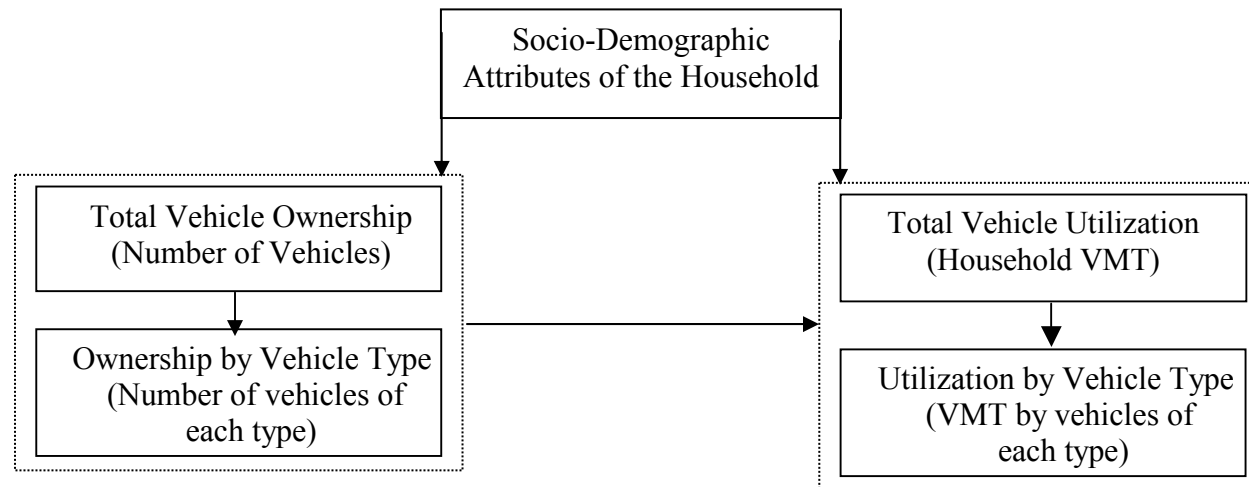 Socio-Demographic
Attributes of the Household
Total Vehicle Ownership
(Number of Vehicles)
Ownership by Vehicle Type
(Number of vehicles of
each type)
Total Vehicle Utilization
(Household VMT)
Utilization by Vehicle Type
(VMT by vehicles of
each type)